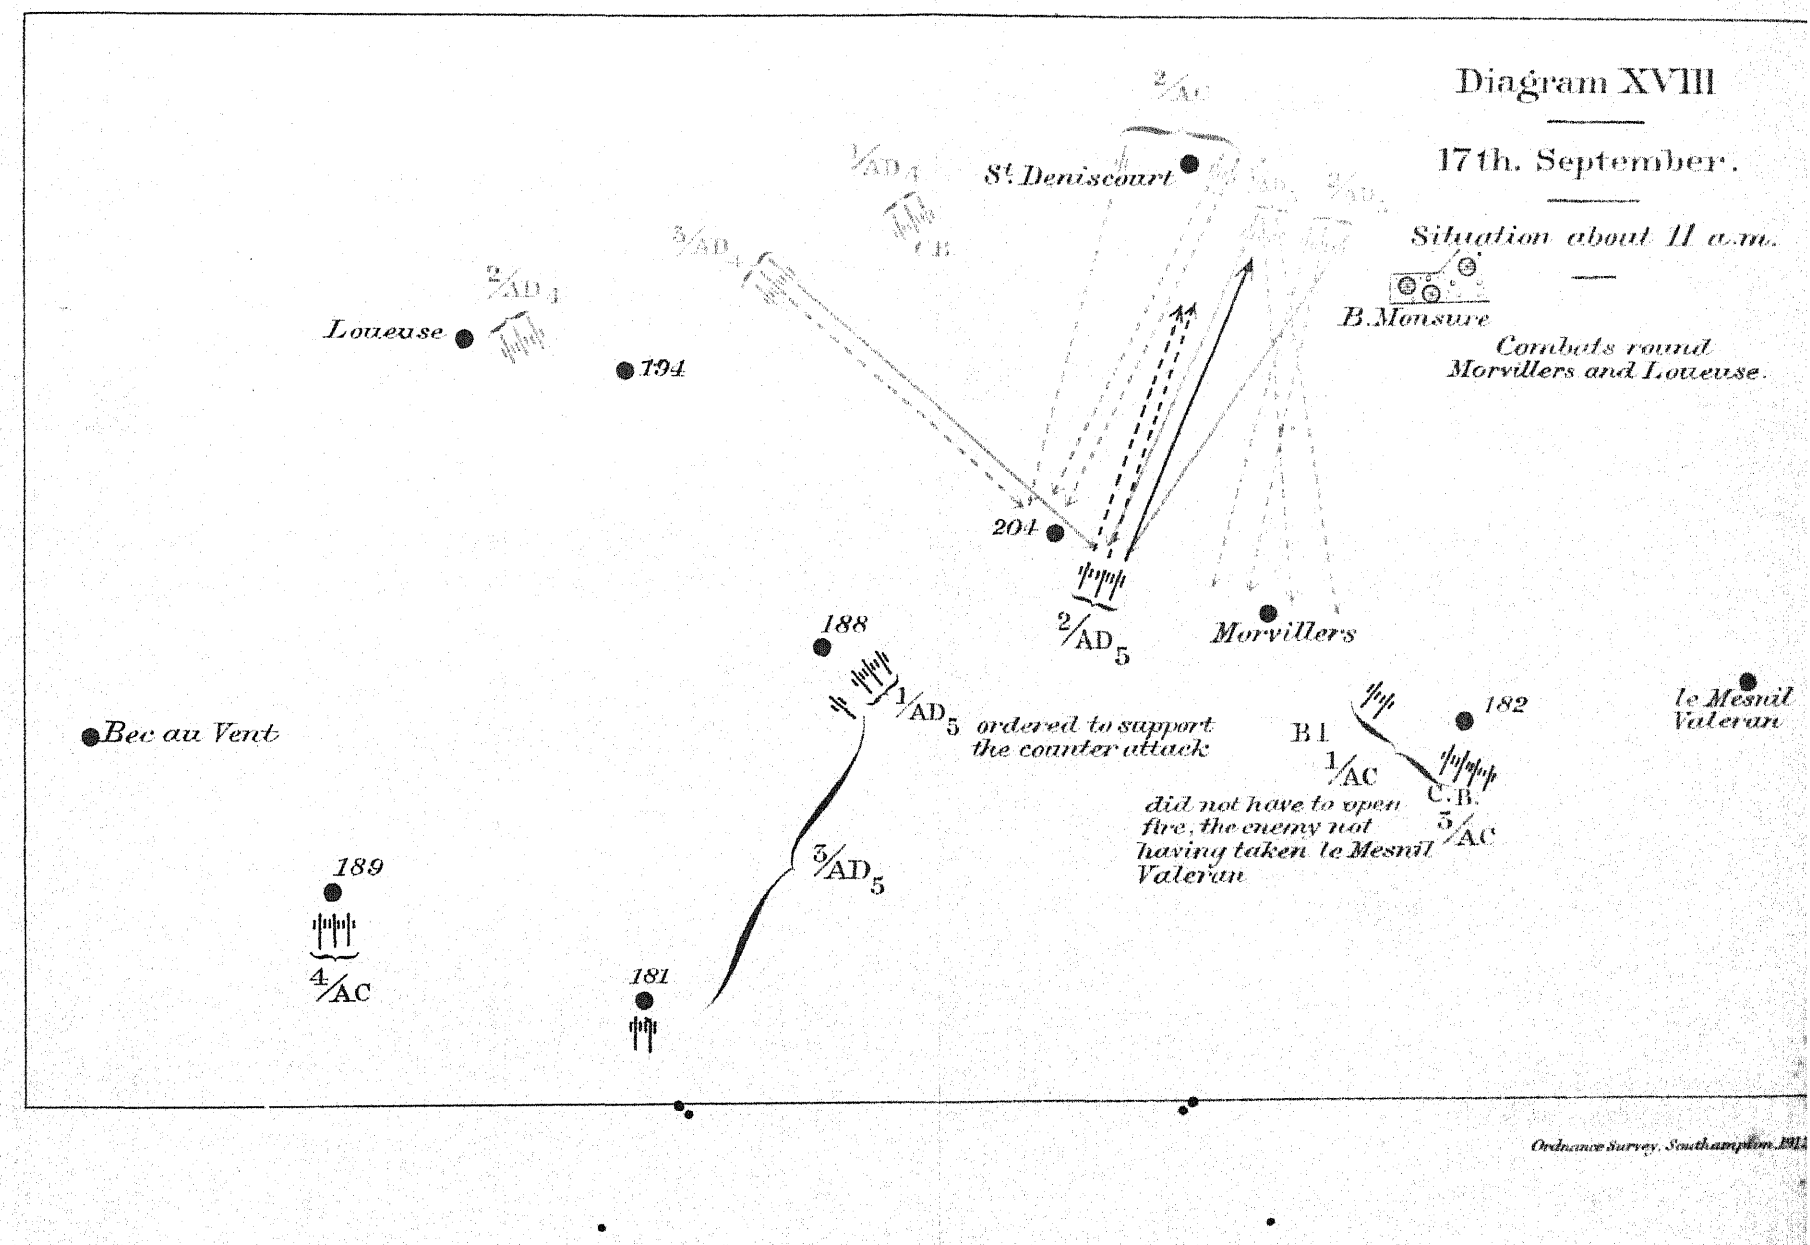 Diagram XVIII
17th. September.
Situation about 11 a.m.
B. Monsure
Combats round
Morvillers and Loueuse.
2/AC
St. Deniscourt
1/AD4
C.B.
3/AD4
2/AD4
Loueuse
194
204
2/AD5
Morvillers
188
1/AD5 ordered to support
the counter attack
Bec au Vent
182
le Mesnil
Valeran
B1
1/AC
did not have to open
fire, the enemy not
having taken le Mesnil
Valeran
C.B.
3/AC
3/AD5
189
4/AC
181
Ordnance Survey, Southampton